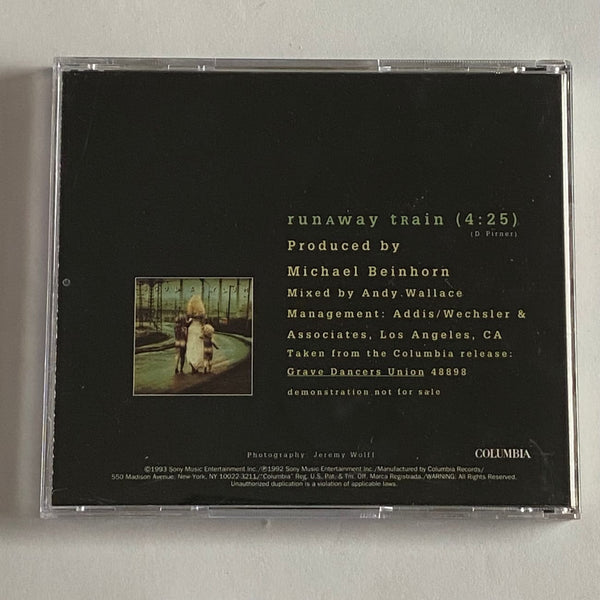 runAway tRain (4:25)
(D. Pirner)
Produced by
Michael Beinhorn
Mixed by Andy Wallace
Management: Addis/Wechsler &
Associates, Los Angeles, CA
Taken from the Columbia release:
Grave Dancers Union 48898
demonstration not for sale
Photography: Jeremy Wolff
COLUMBIA
©1993 Sony Music Entertainment Inc./℗1992 Sony Music Entertainment Inc./Manufactured by Columbia Records/
550 Madison Avenue, New York, NY 10022-3211/"Columbia" Reg. U.S. Pat. & Tm. Off. Marca Registrada./WARNING: All Rights Reserved.
Unauthorized duplication is a violation of applicable laws.